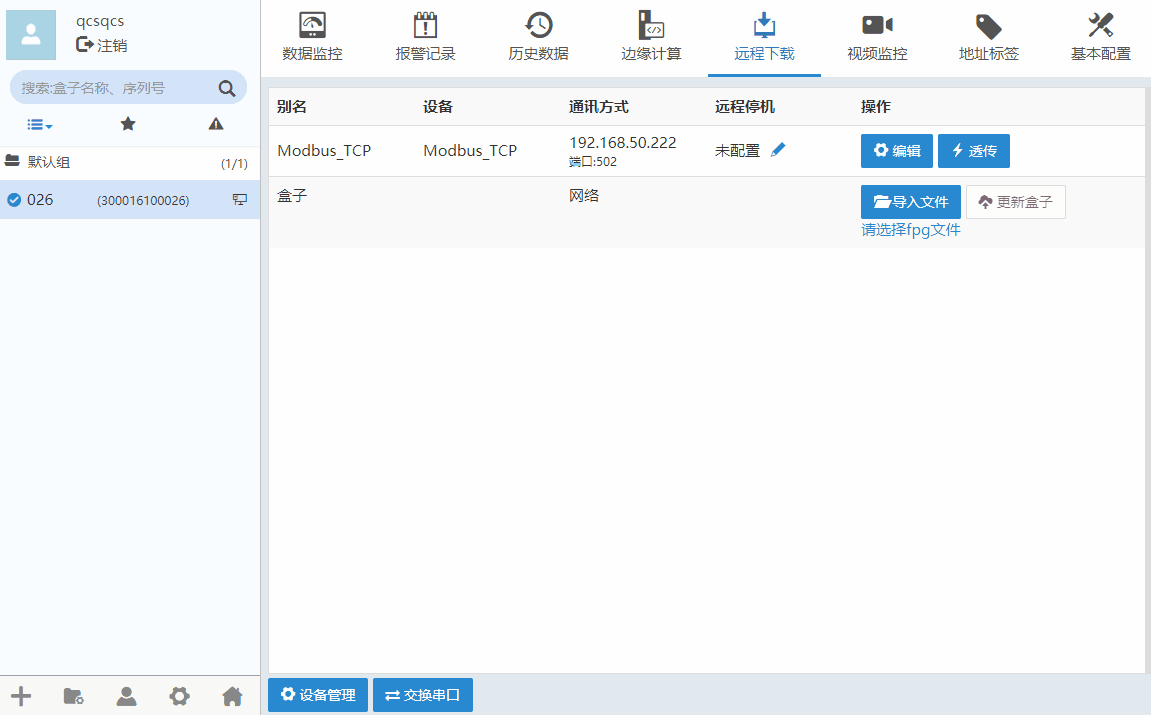 qcsqcs
注销
搜索:盒子名称、序列号
默认组 (1/1)
026 (300016100026)
数据监控 报警记录 历史数据 边缘计算 远程下载 视频监控 地址标签 基本配置
别名 设备 通讯方式 远程停机 操作
Modbus_TCP Modbus_TCP 192.168.50.222 未配置 编辑 透传
端口:502
盒子 网络 导入文件 更新盒子
请选择fpg文件
设备管理 交换串口